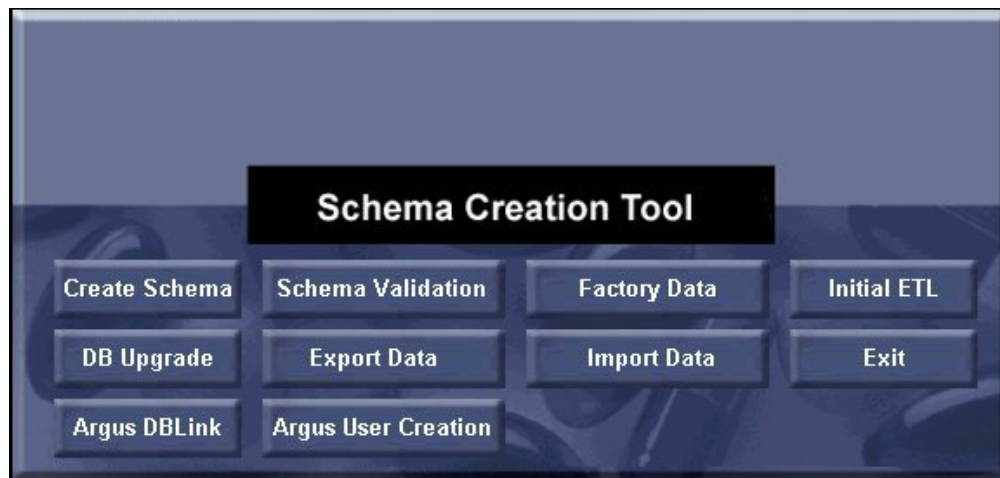 Schema Creation Tool
Create Schema
Schema Validation
Factory Data
Initial ETL
DB Upgrade
Export Data
Import Data
Exit
Argus DBLink
Argus User Creation